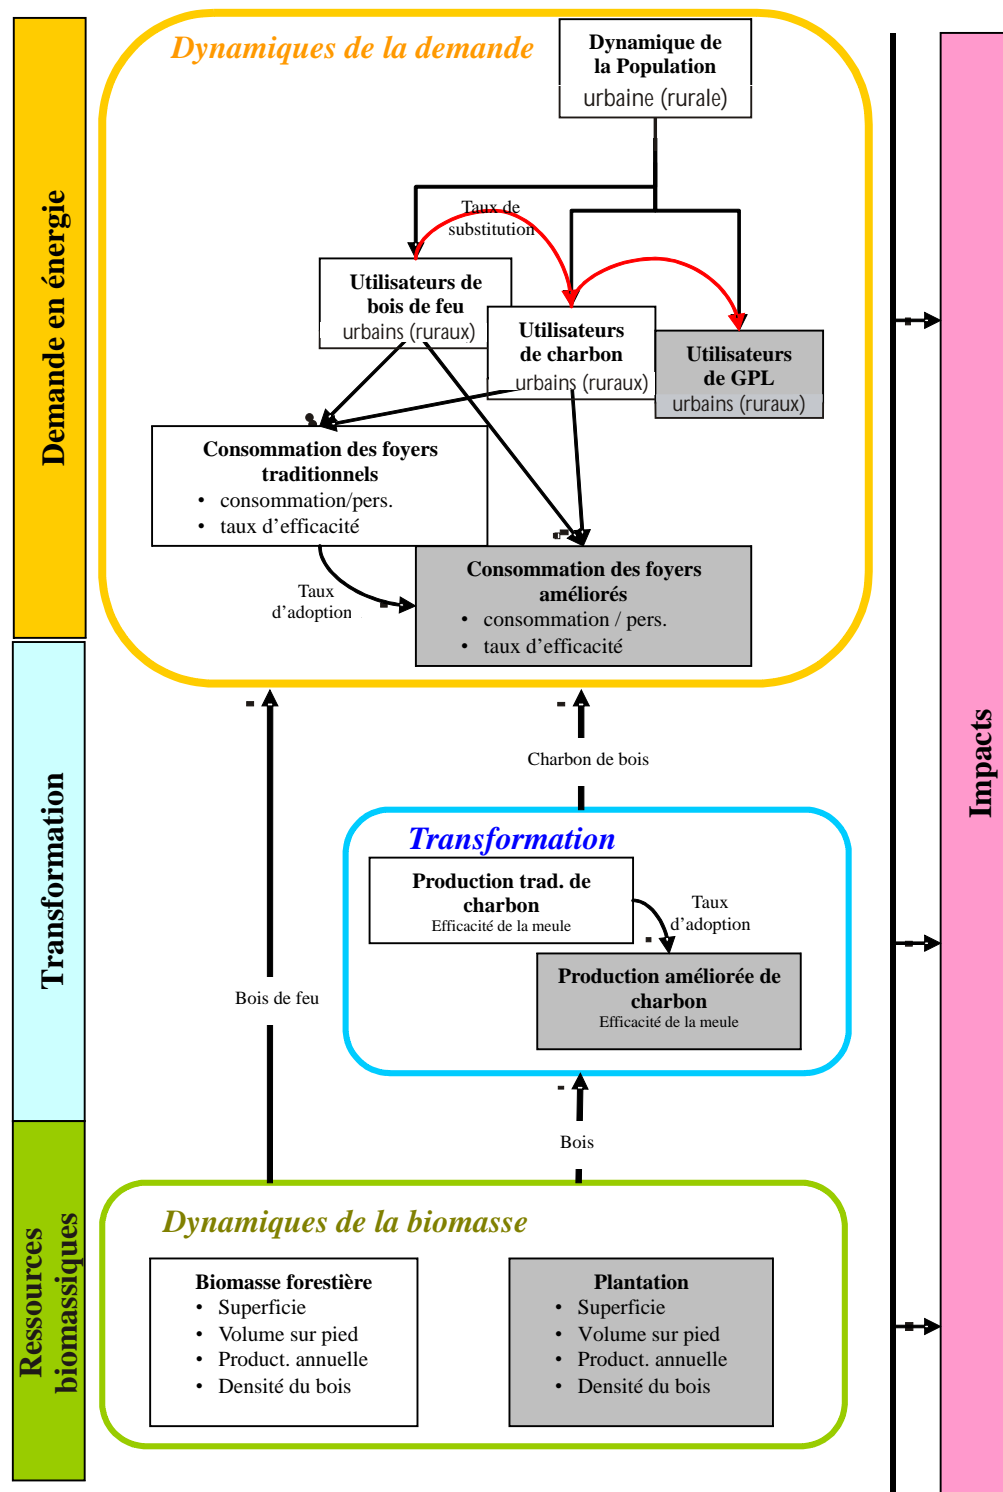 Demande en énergie
Transformation
Ressources
biomassiques
Impacts
Dynamiques de la demande
Dynamique de
la Population
urbaine (rurale)
Taux de
substitution
Utilisateurs de
bois de feu
urbains (ruraux)
Utilisateurs
de charbon
urbains (ruraux)
Utilisateurs
de GPL
urbains (ruraux)
Consommation des foyers
traditionnels
• consommation/pers.
• taux d’efficacité
Taux
d’adoption
Consommation des foyers
améliorés
• consommation / pers.
• taux d’efficacité
Charbon de bois
Bois de feu
Transformation
Production trad. de
charbon
Efficacité de la meule
Taux
d’adoption
Production améliorée de
charbon
Efficacité de la meule
Bois
Dynamiques de la biomasse
Biomasse forestière
• Superficie
• Volume sur pied
• Product. annuelle
• Densité du bois
Plantation
• Superficie
• Volume sur pied
• Product. annuelle
• Densité du bois